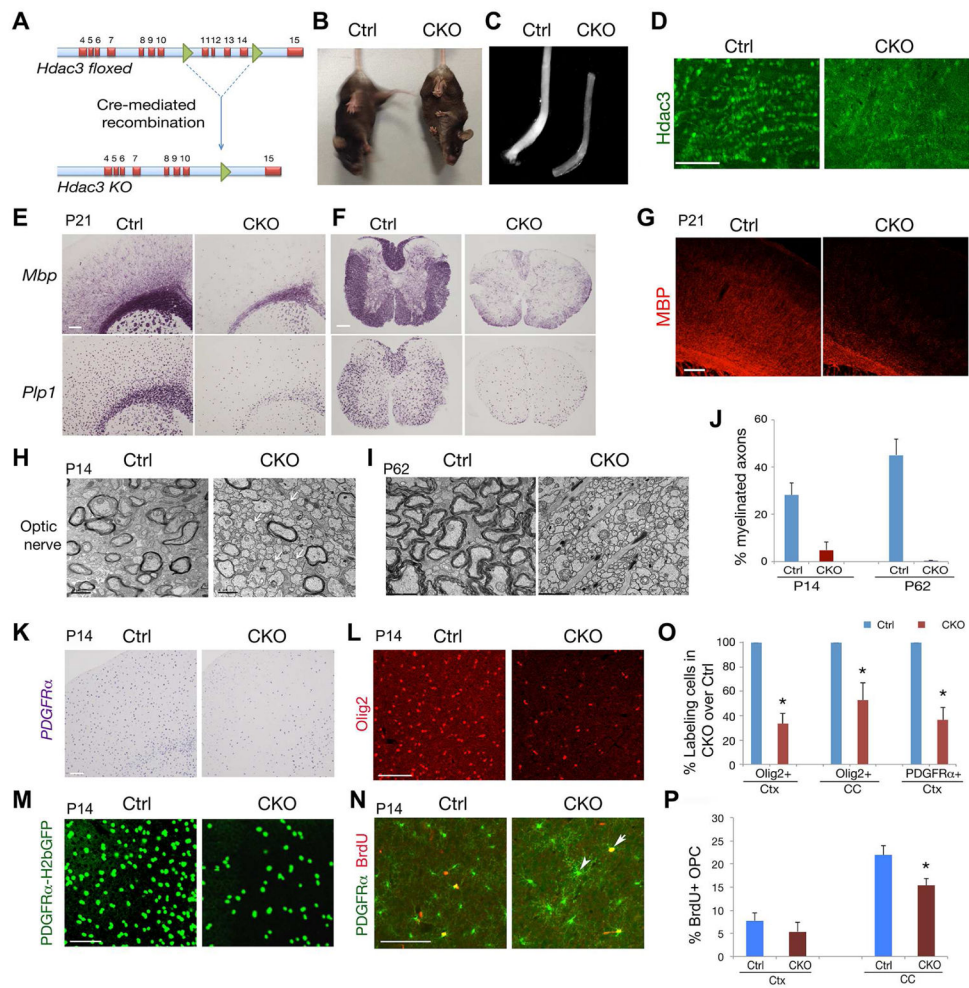 A
4 5 6 7 8 9 10 11 12 13 14 15
Hdac3 floxed
Cre-mediated
recombination
4 5 6 7 8 9 10 15
Hdac3 KO
B
Ctrl CKO
C
Ctrl CKO
D
Ctrl CKO
Hdac3
E
P21 Ctrl CKO
Mbp
Plp1
F
Ctrl CKO
G
P21 Ctrl CKO
MBP
H
P14 Ctrl CKO
Optic
nerve
I
P62 Ctrl CKO
J
% myelinated axons
60
40
20
0
Ctrl CKO Ctrl CKO
P14 P62
K
P14 Ctrl CKO
PDGFRα
L
P14 Ctrl CKO
Olig2
M
P14 Ctrl CKO
PDGFRα-H2bGFP
N
P14 Ctrl CKO
PDGFRα BrdU
O
Ctrl CKO
% Labeling cells in
CKO over Ctrl
100
80
60
40
20
0
* * *
Olig2+ Olig2+ PDGFRα+
Ctx CC Ctx
P
% BrdU+ OPC
30
25
20
15
10
5
0
*
Ctrl CKO Ctrl CKO
Ctx CC